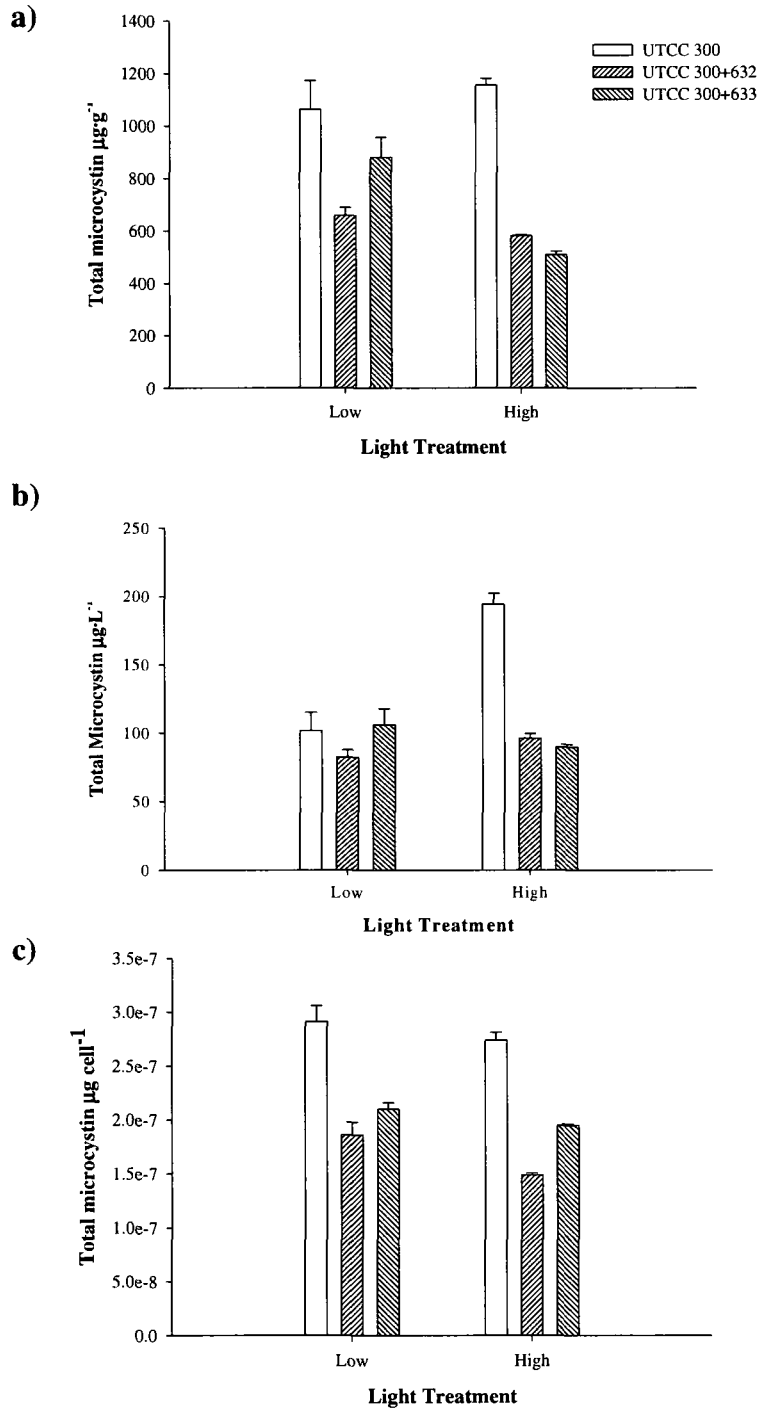 a)
1400
1200
1000
800
600
400
200
0
Total microcystin µg·g⁻¹
UTCC 300
UTCC 300+632
UTCC 300+633
Low
High
Light Treatment
b)
250
200
150
100
50
0
Total Microcystin µg·L⁻¹
Low
High
Light Treatment
c)
3.5e-7
3.0e-7
2.5e-7
2.0e-7
1.5e-7
1.0e-7
5.0e-8
0.0
Total microcystin µg cell⁻¹
Low
High
Light Treatment